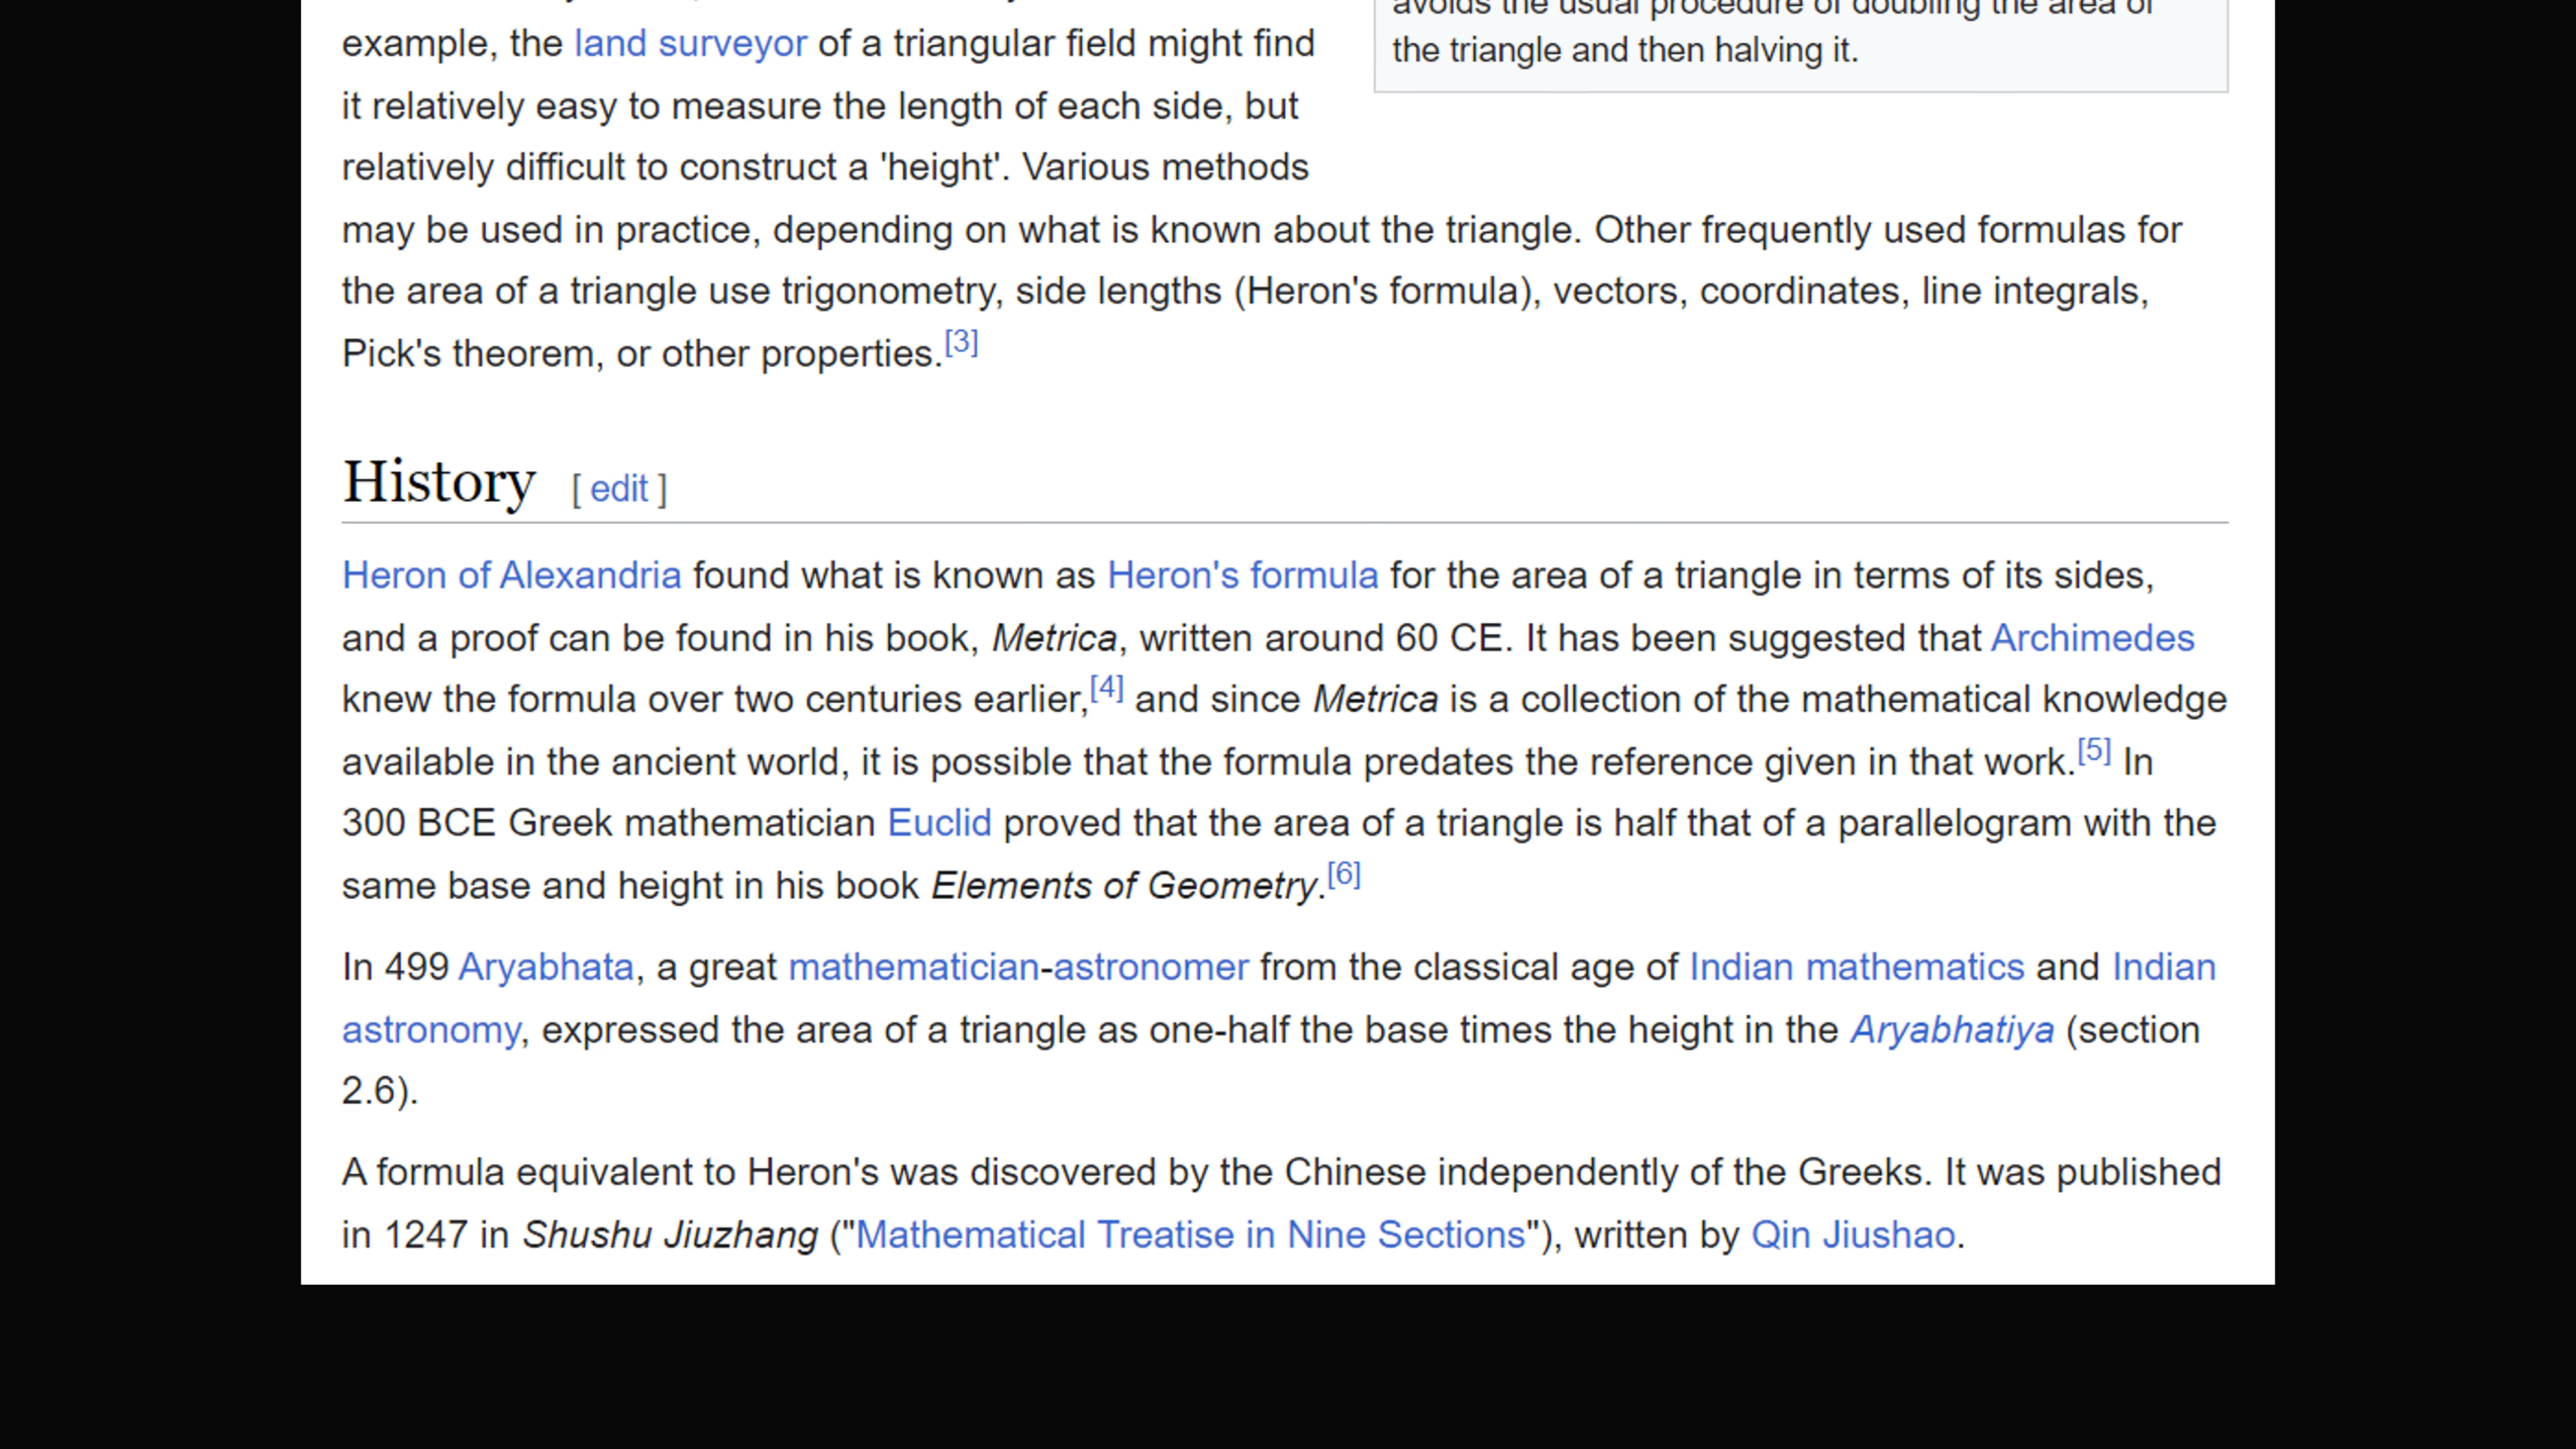 avoids the usual procedure of doubling the area of
the triangle and then halving it.
example, the land surveyor of a triangular field might find
it relatively easy to measure the length of each side, but
relatively difficult to construct a 'height'. Various methods
may be used in practice, depending on what is known about the triangle. Other frequently used formulas for
the area of a triangle use trigonometry, side lengths (Heron's formula), vectors, coordinates, line integrals,
Pick's theorem, or other properties.[3]
History [ edit ]
Heron of Alexandria found what is known as Heron's formula for the area of a triangle in terms of its sides,
and a proof can be found in his book, Metrica, written around 60 CE. It has been suggested that Archimedes
knew the formula over two centuries earlier,[4] and since Metrica is a collection of the mathematical knowledge
available in the ancient world, it is possible that the formula predates the reference given in that work.[5] In
300 BCE Greek mathematician Euclid proved that the area of a triangle is half that of a parallelogram with the
same base and height in his book Elements of Geometry.[6]
In 499 Aryabhata, a great mathematician-astronomer from the classical age of Indian mathematics and Indian
astronomy, expressed the area of a triangle as one-half the base times the height in the Aryabhatiya (section
2.6).
A formula equivalent to Heron's was discovered by the Chinese independently of the Greeks. It was published
in 1247 in Shushu Jiuzhang ("Mathematical Treatise in Nine Sections"), written by Qin Jiushao.